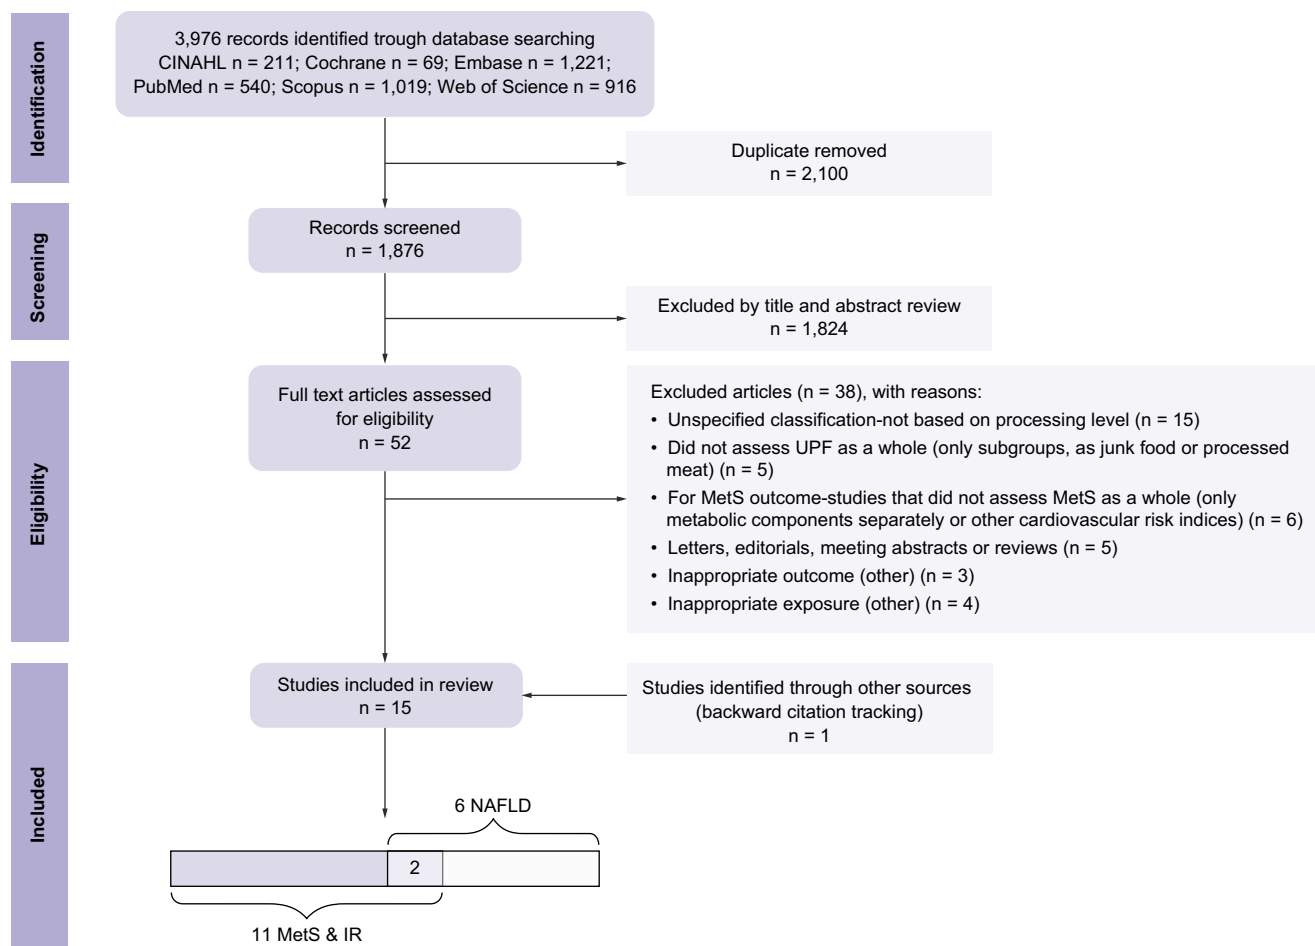 Identification
3,976 records identified trough database searching
CINAHL n = 211; Cochrane n = 69; Embase n = 1,221;
PubMed n = 540; Scopus n = 1,019; Web of Science n = 916
Duplicate removed
n = 2,100
Screening
Records screened
n = 1,876
Excluded by title and abstract review
n = 1,824
Eligibility
Full text articles assessed
for eligibility
n = 52
Excluded articles (n = 38), with reasons:
• Unspecified classification-not based on processing level (n = 15)
• Did not assess UPF as a whole (only subgroups, as junk food or processed
meat) (n = 5)
• For MetS outcome-studies that did not assess MetS as a whole (only
metabolic components separately or other cardiovascular risk indices) (n = 6)
• Letters, editorials, meeting abstracts or reviews (n = 5)
• Inappropriate outcome (other) (n = 3)
• Inappropriate exposure (other) (n = 4)
Included
Studies included in review
n = 15
Studies identified through other sources
(backward citation tracking)
n = 1
6 NAFLD
2
11 MetS & IR